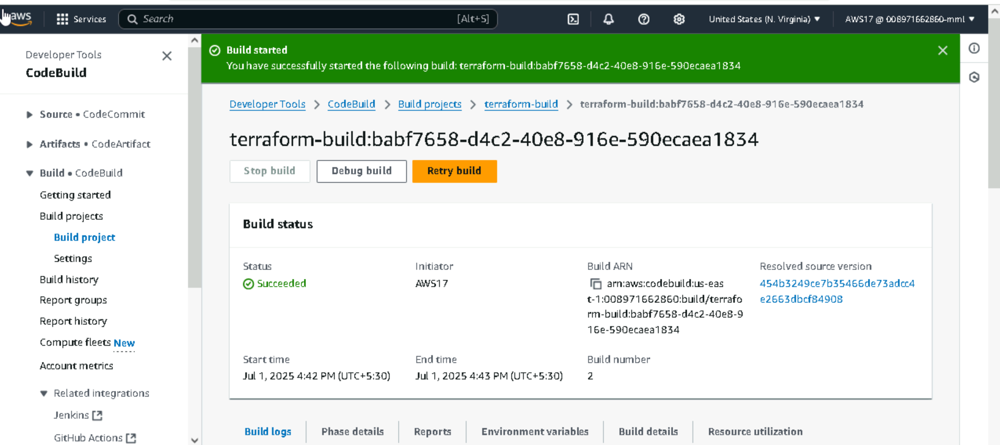 aws
Services
Search
[Alt+S]
United States (N. Virginia)
AWS17 @ 008971662860-mml
Developer Tools
CodeBuild
Source • CodeCommit
Artifacts • CodeArtifact
Build • CodeBuild
Getting started
Build projects
Build project
Settings
Build history
Report groups
Report history
Compute fleets New
Account metrics
Related integrations
Jenkins
GitHub Actions
Build started
You have successfully started the following build: terraform-build:babf7658-d4c2-40e8-916e-590ecaea1834
Developer Tools > CodeBuild > Build projects > terraform-build > terraform-build:babf7658-d4c2-40e8-916e-590ecaea1834
terraform-build:babf7658-d4c2-40e8-916e-590ecaea1834
Stop build
Debug build
Retry build
Build status
Status
Succeeded
Initiator
AWS17
Build ARN
arn:aws:codebuild:us-eas
t-1:008971662860:build/terrafo
rm-build:babf7658-d4c2-40e8-9
16e-590ecaea1834
Resolved source version
454b3249ce7b35466de73adcc4
e2663dbcf84908
Start time
Jul 1, 2025 4:42 PM (UTC+5:30)
End time
Jul 1, 2025 4:43 PM (UTC+5:30)
Build number
2
Build logs
Phase details
Reports
Environment variables
Build details
Resource utilization